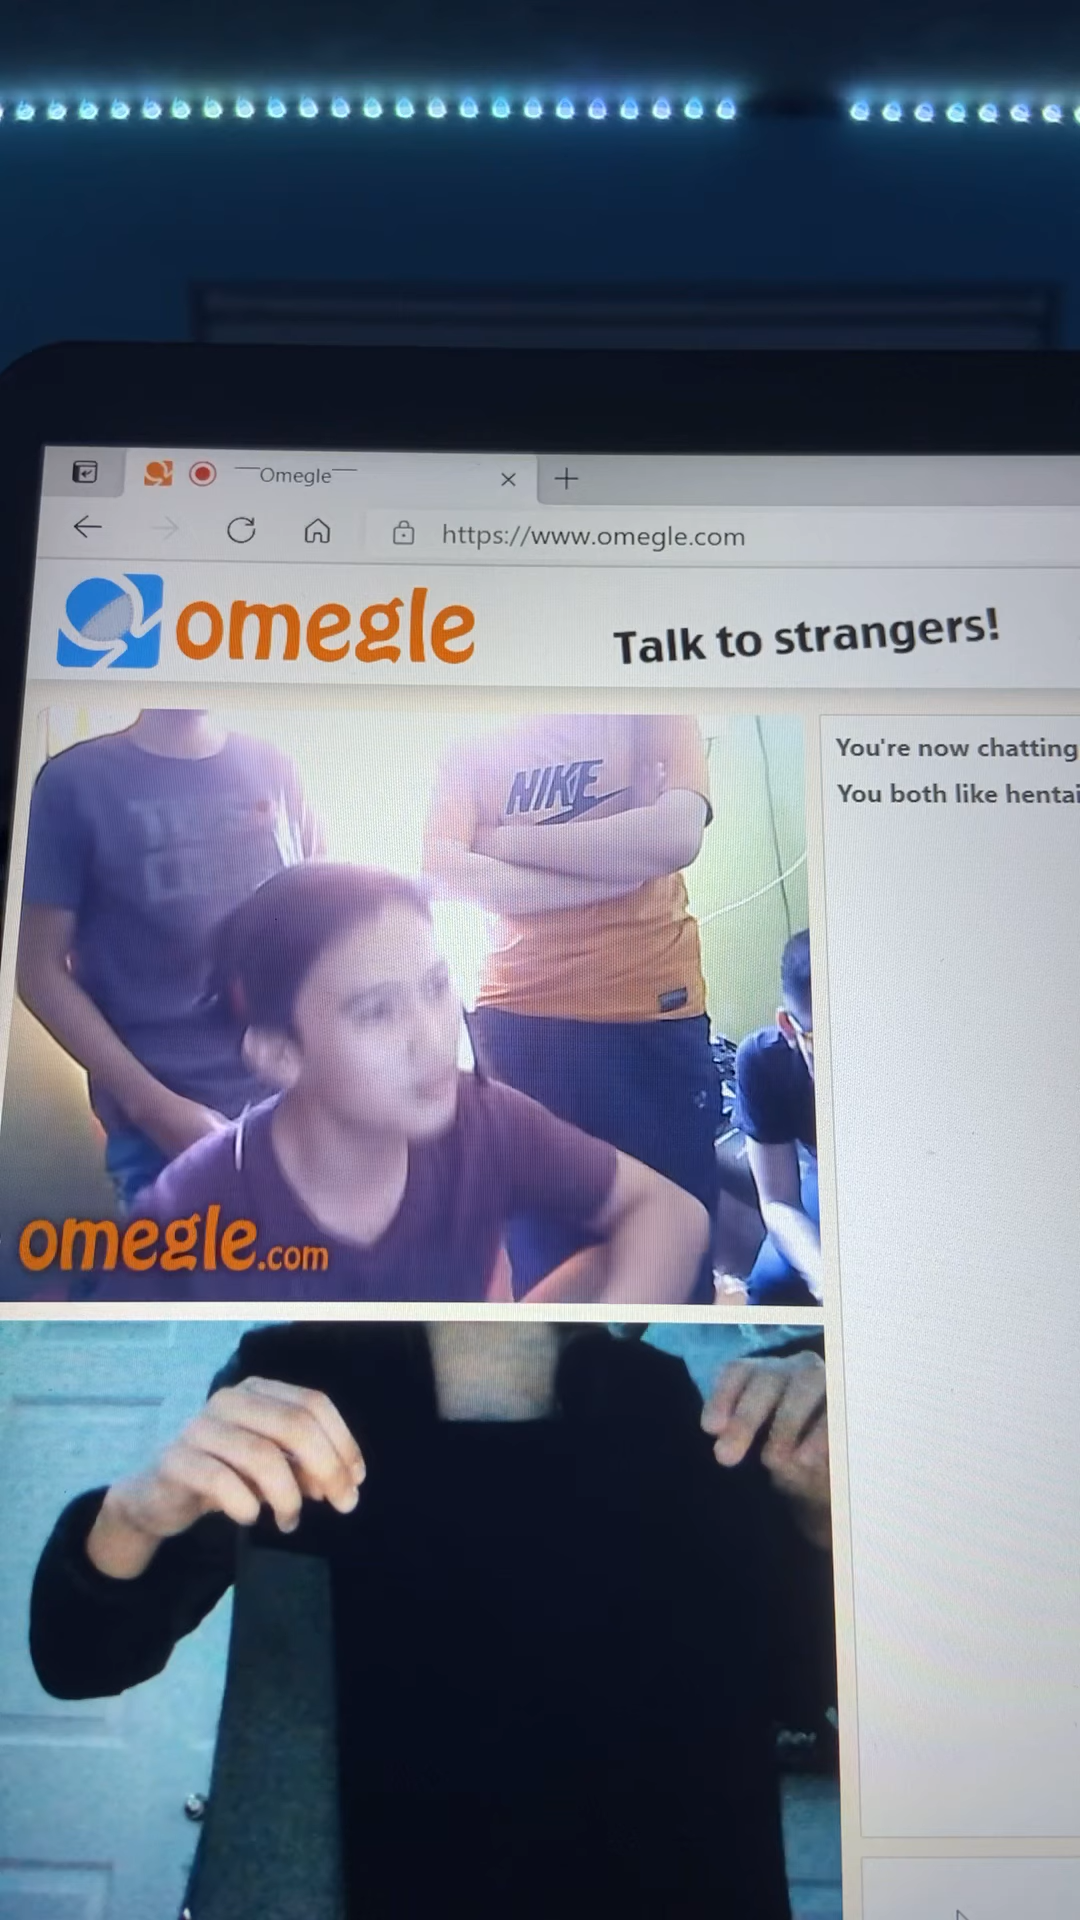 Omegle
https://www.omegle.com
omegle
Talk to strangers!
NIKE
You're now chatting
You both like hentai
omegle.com